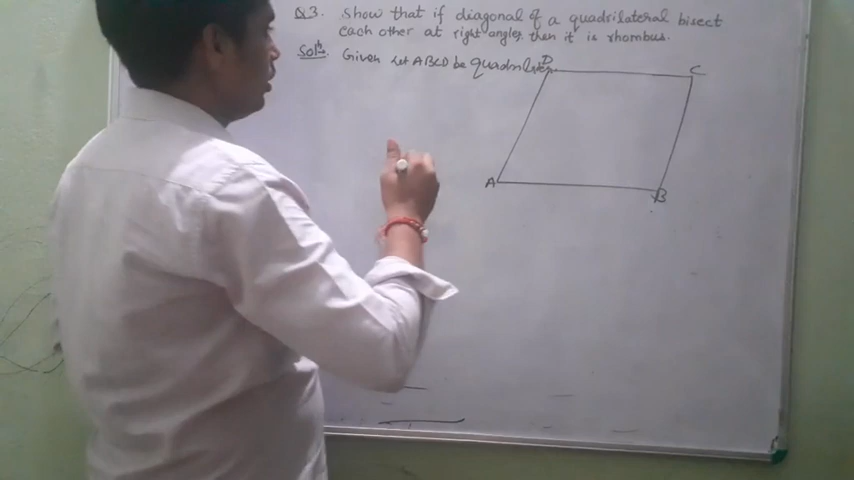 Q3. Show that if diagonal of a quadrilateral bisect
each other at right angles, then it is rhombus.
Solⁿ. Given Let ABCD be quadrilater
D
C
A
B